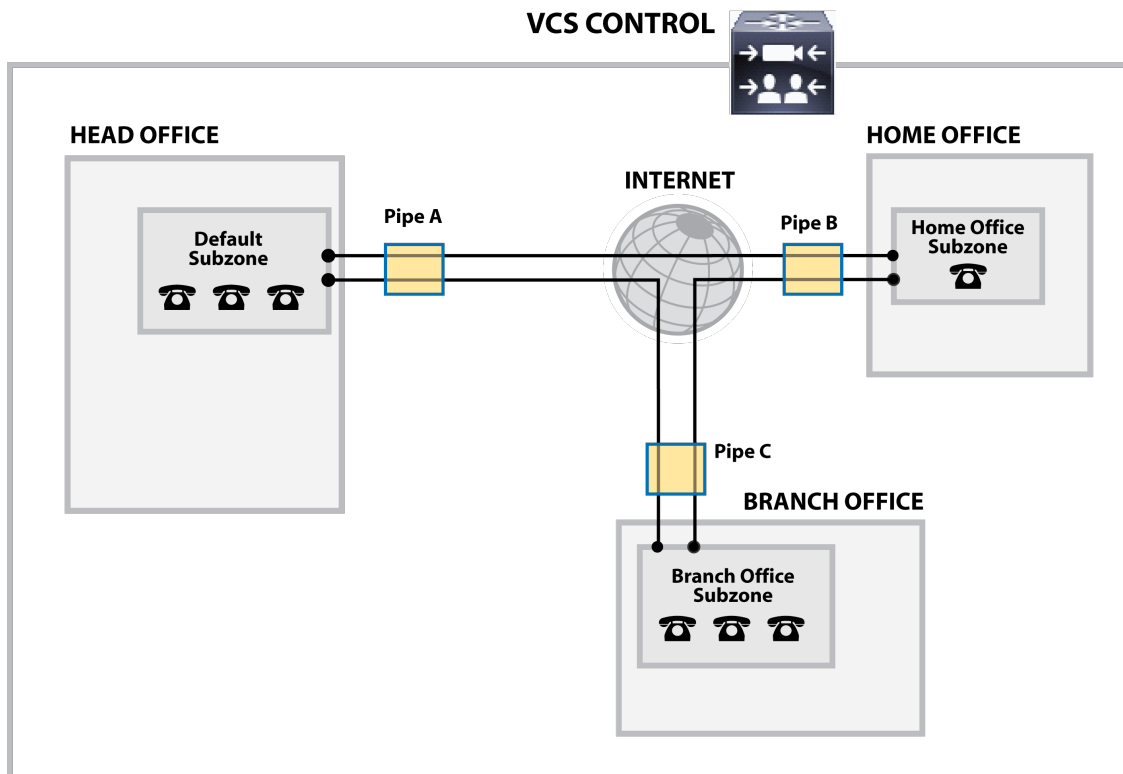 VCS CONTROL
HEAD OFFICE
HOME OFFICE
INTERNET
Pipe A
Pipe B
Default
Subzone
Home Office
Subzone
Pipe C
BRANCH OFFICE
Branch Office
Subzone